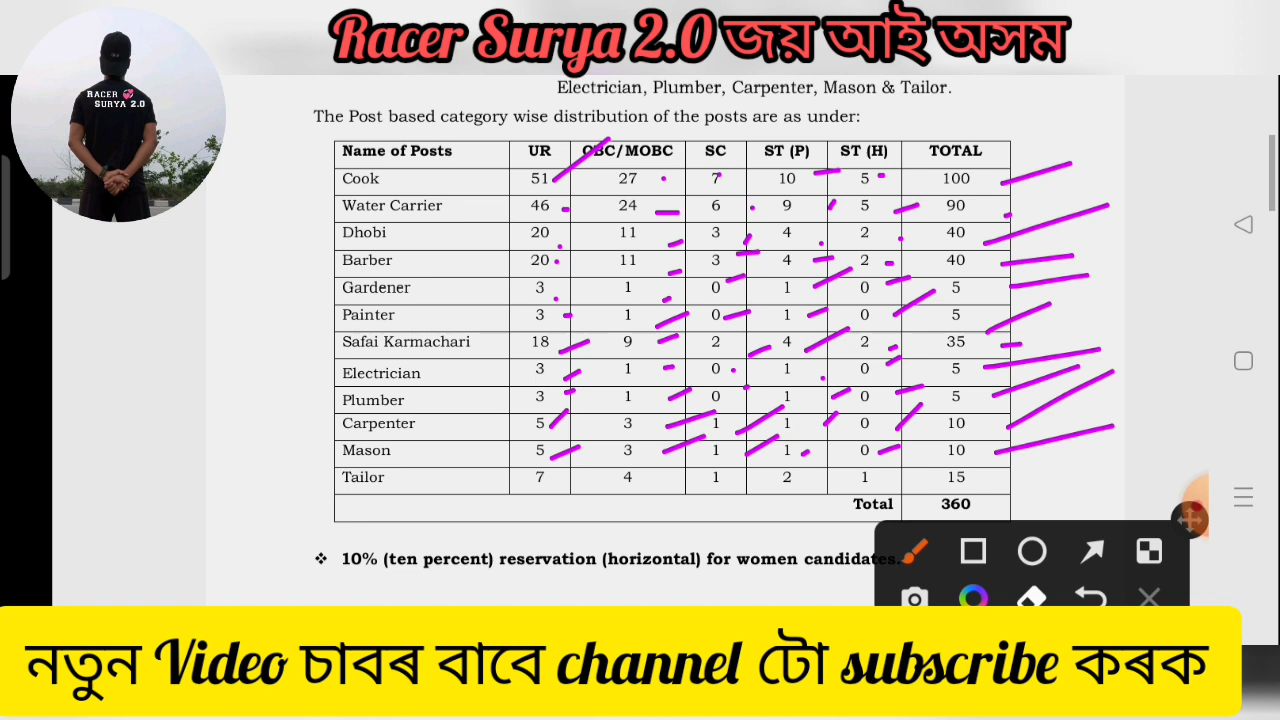 Racer Surya 2.0 জয় আই অসম
RACER
SURYA 2.0
Electrician, Plumber, Carpenter, Mason & Tailor.
The Post based category wise distribution of the posts are as under:
Name of Posts UR OBC/MOBC SC ST (P) ST (H) TOTAL
Cook 51 27 7 10 5 100
Water Carrier 46 24 6 9 5 90
Dhobi 20 11 3 4 2 40
Barber 20 11 3 4 2 40
Gardener 3 1 0 1 0 5
Painter 3 1 0 1 0 5
Safai Karmachari 18 9 2 4 2 35
Electrician 3 1 0 1 0 5
Plumber 3 1 0 1 0 5
Carpenter 5 3 1 1 0 10
Mason 5 3 1 1 0 10
Tailor 7 4 1 2 1 15
Total 360
❖ 10% (ten percent) reservation (horizontal) for women candidates.
নতুন Video চাবৰ বাবে channel টো subscribe কৰক